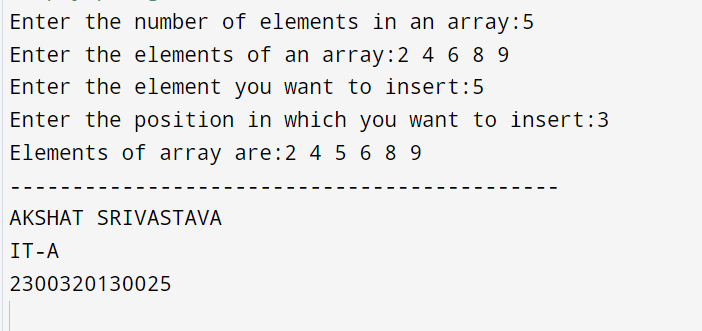 Enter the number of elements in an array:5
Enter the elements of an array:2 4 6 8 9
Enter the element you want to insert:5
Enter the position in which you want to insert:3
Elements of array are:2 4 5 6 8 9
--------------------------------------------
AKSHAT SRIVASTAVA
IT-A
2300320130025